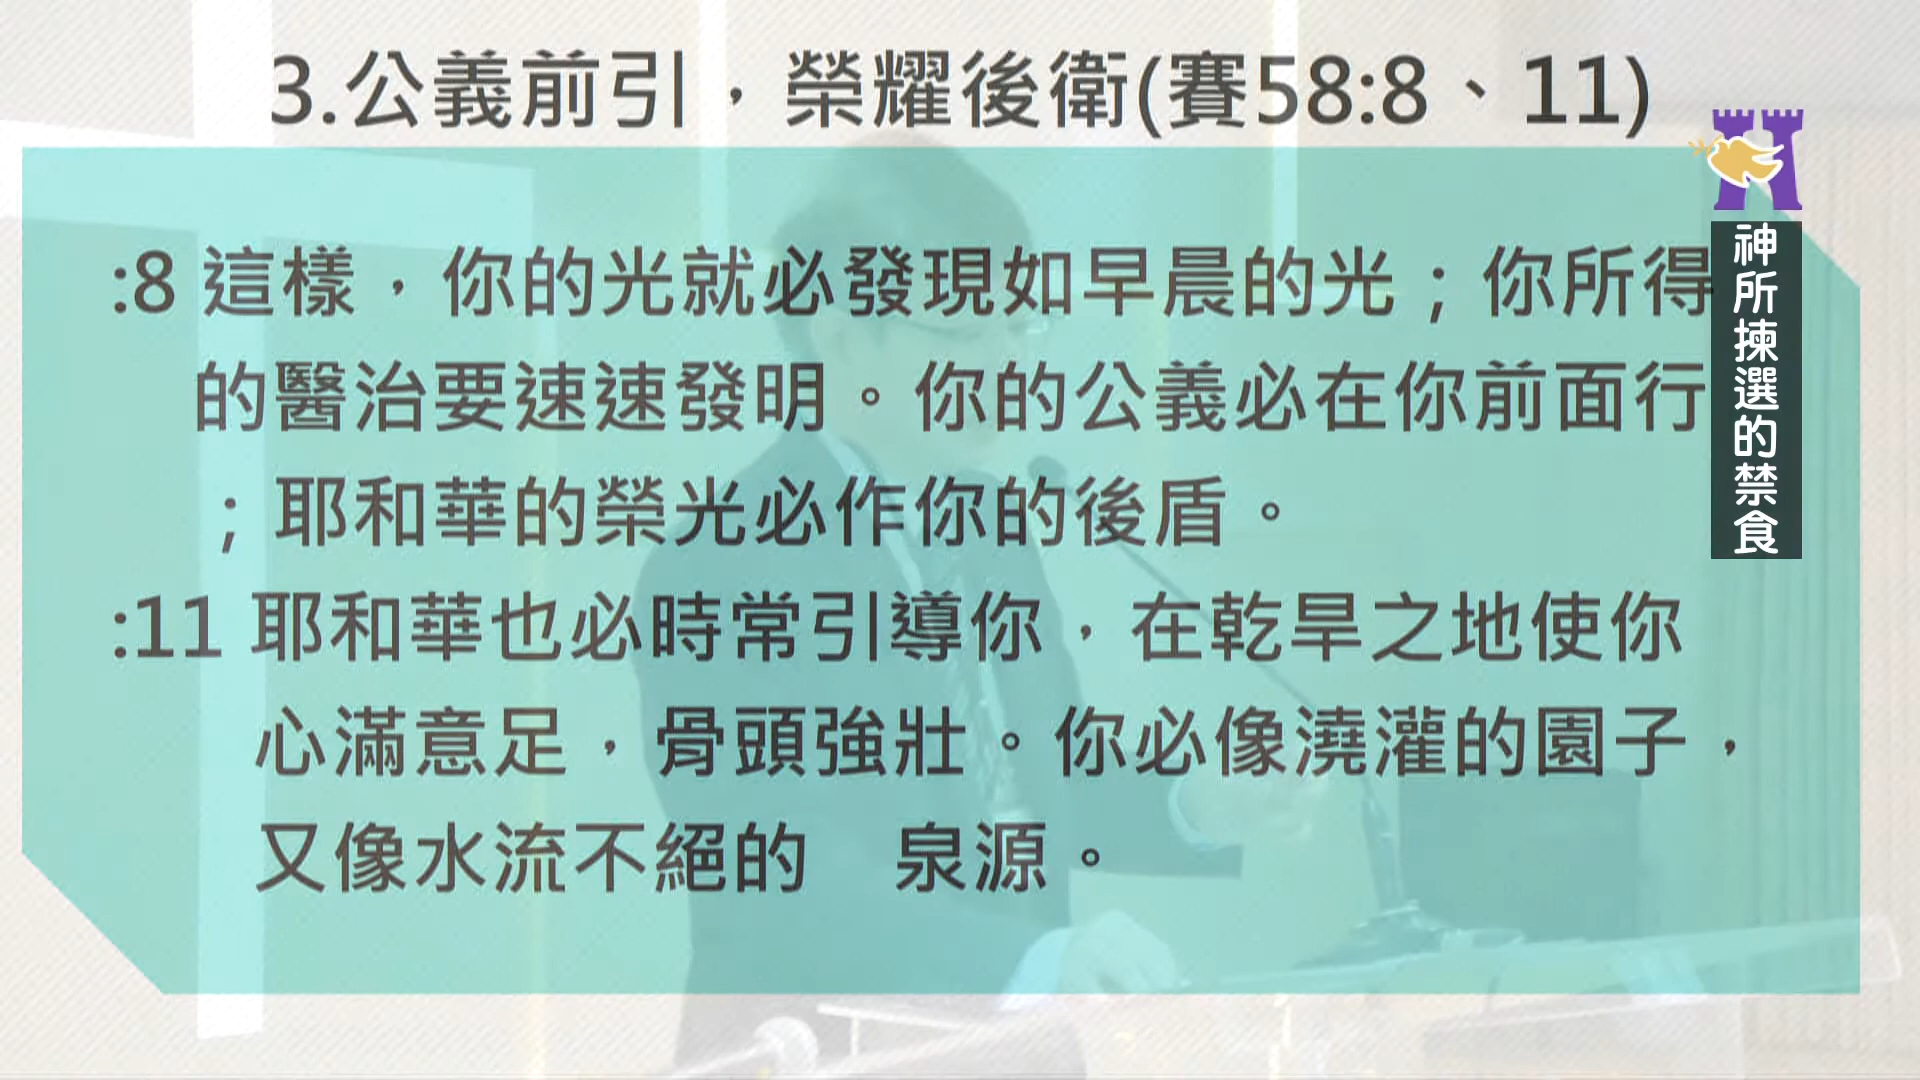 3.公義前引，榮耀後衛(賽58:8、11)
:8 這樣，你的光就必發現如早晨的光；你所得
的醫治要速速發明。你的公義必在你前面行
；耶和華的榮光必作你的後盾。
:11 耶和華也必時常引導你，在乾旱之地使你
心滿意足，骨頭強壯。你必像澆灌的園子，
又像水流不絕的　泉源。
神所揀選的禁食